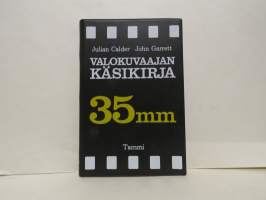 Julian Calder John Garrett
VALOKUVAAJAN
KÄSIKIRJA
35mm
Tammi